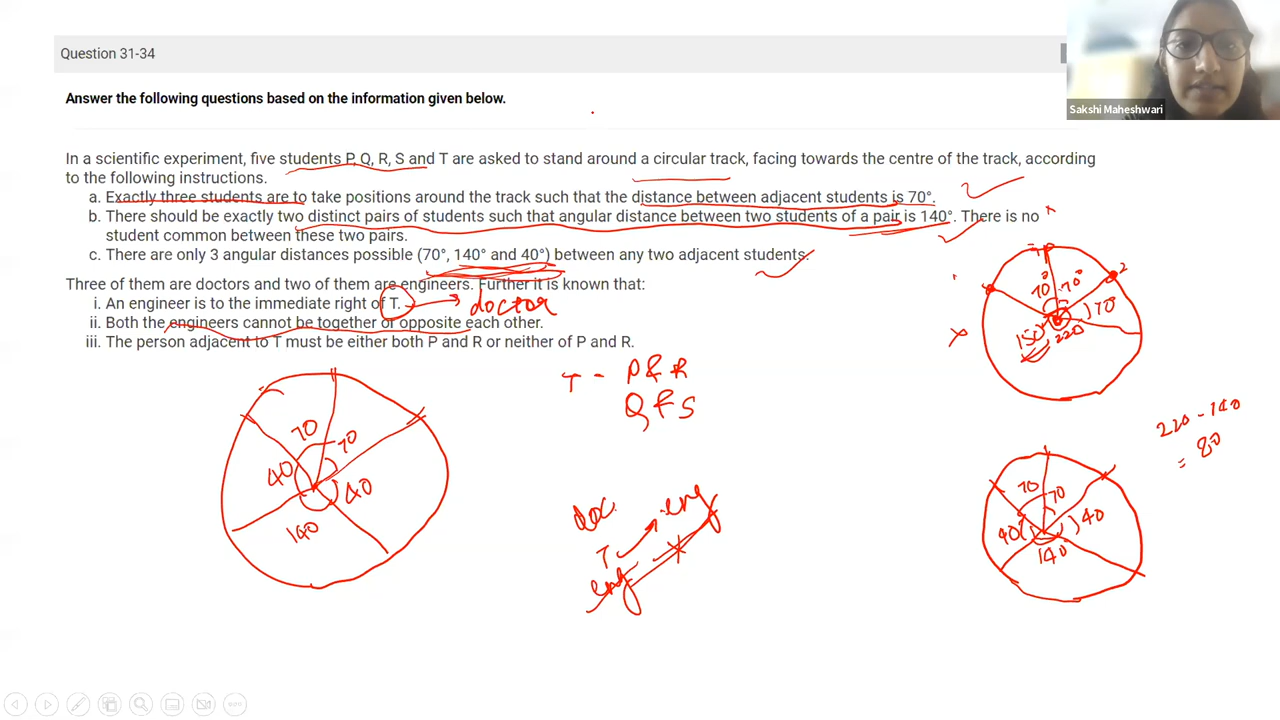 Question 31-34
Sakshi Maheshwari
Answer the following questions based on the information given below.
In a scientific experiment, five students P, Q, R, S and T are asked to stand around a circular track, facing towards the centre of the track, according
to the following instructions.
a. Exactly three students are to take positions around the track such that the distance between adjacent students is 70°.
b. There should be exactly two distinct pairs of students such that angular distance between two students of a pair is 140°. There is no
student common between these two pairs.
c. There are only 3 angular distances possible (70°, 140° and 40°) between any two adjacent students.
Three of them are doctors and two of them are engineers. Further it is known that:
i. An engineer is to the immediate right of T.
doctor
ii. Both the engineers cannot be together or opposite each other.
iii. The person adjacent to T must be either both P and R or neither of P and R.
70° 70°
70°
150 220
T - P & R
Q & S
220 - 140
= 80
70 70
40 40
140
70 70
40 40
140
doc eng
T
eng